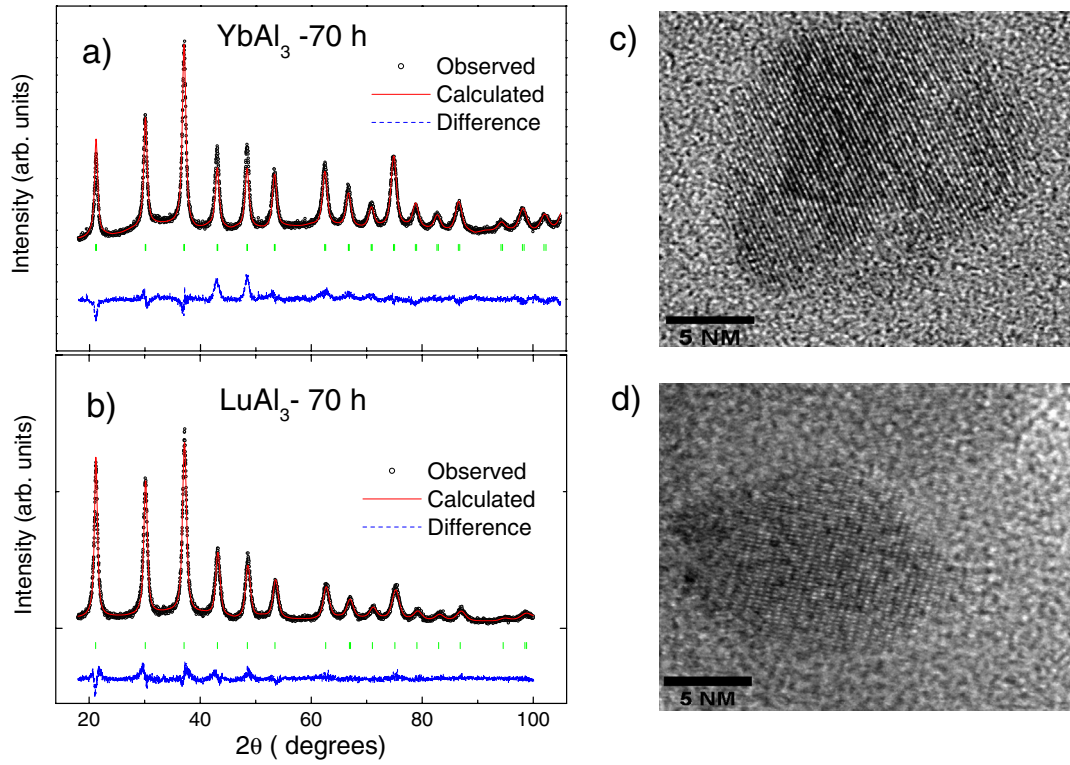 a)
YbAl₃ -70 h
Observed
Calculated
Difference
Intensity (arb. units)
b)
LuAl₃- 70 h
Observed
Calculated
Difference
Intensity (arb. units)
20 40 60 80 100
2θ ( degrees)
c)
5 NM
d)
5 NM